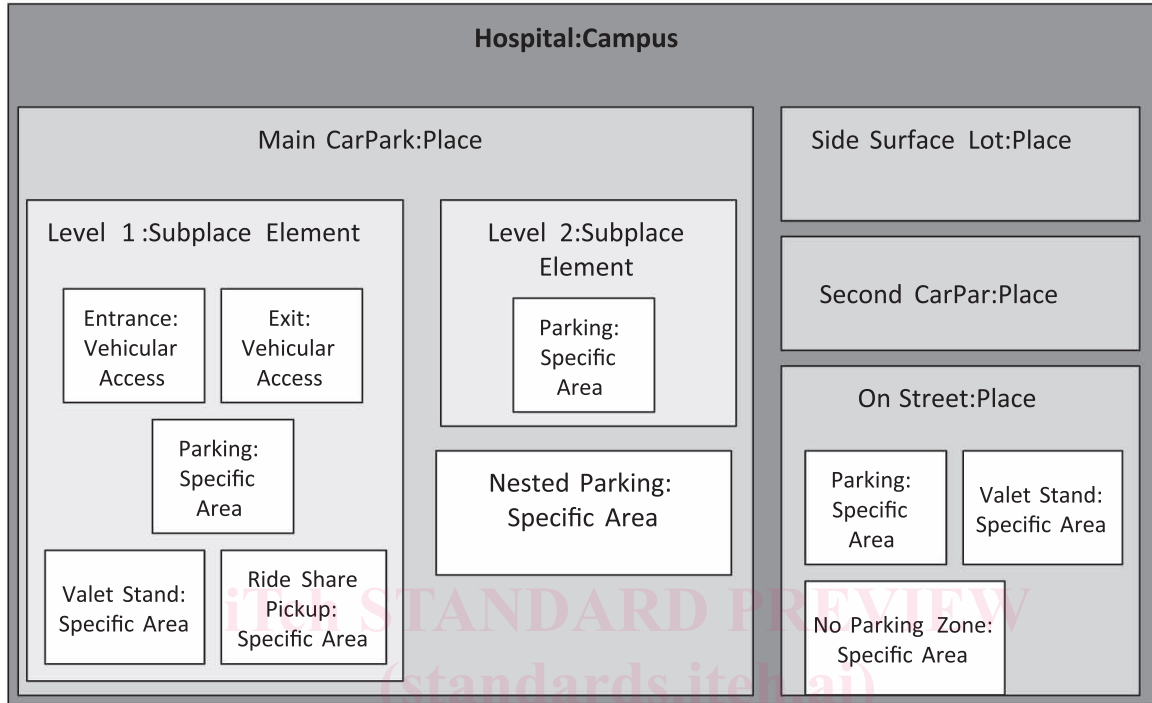 Hospital:Campus
Main CarPark:Place
Level 1:Subplace Element
Entrance:
Vehicular
Access
Exit:
Vehicular
Access
Parking:
Specific
Area
Valet Stand:
Specific Area
Ride Share
Pickup:
Specific Area
Level 2:Subplace
Element
Parking:
Specific
Area
Nested Parking:
Specific Area
Side Surface Lot:Place
Second CarPar:Place
On Street:Place
Parking:
Specific
Area
Valet Stand:
Specific Area
No Parking Zone:
Specific Area
iTeh STANDARD PREVIEW
(standards.iteh.ai)